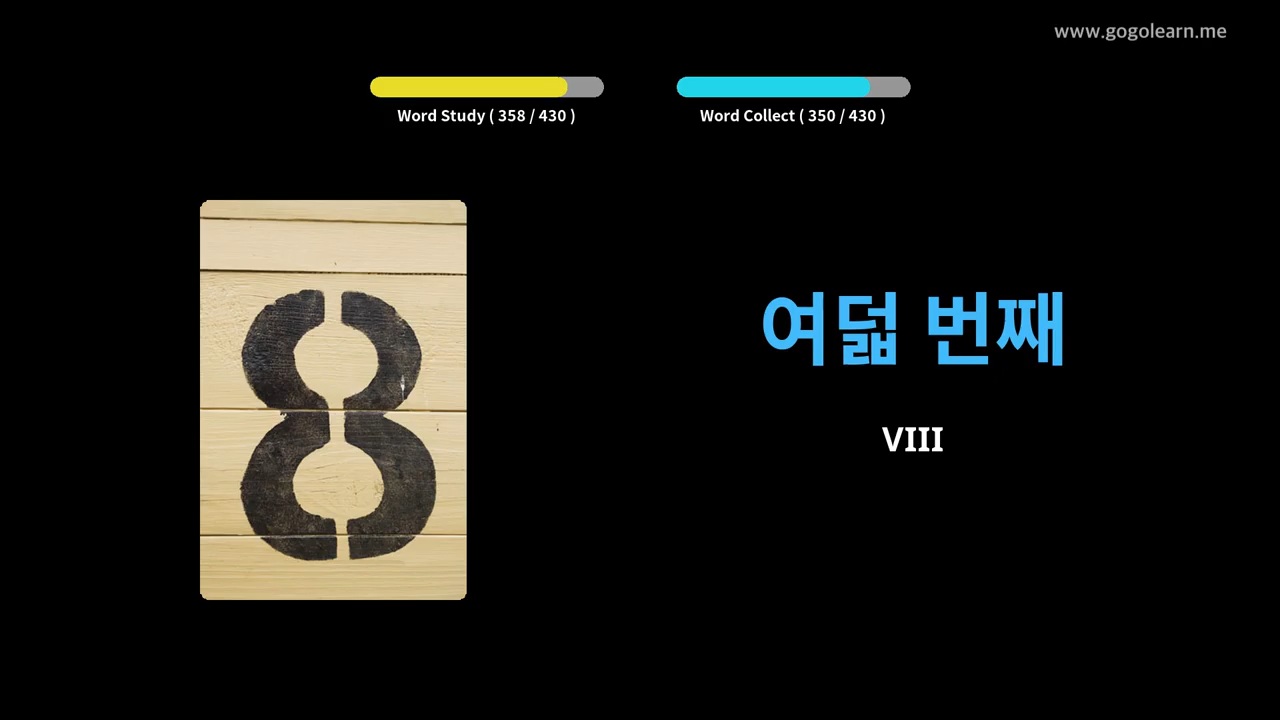 www.gogolearn.me
Word Study ( 358 / 430 )
Word Collect ( 350 / 430 )
8
여덟 번째
VIII